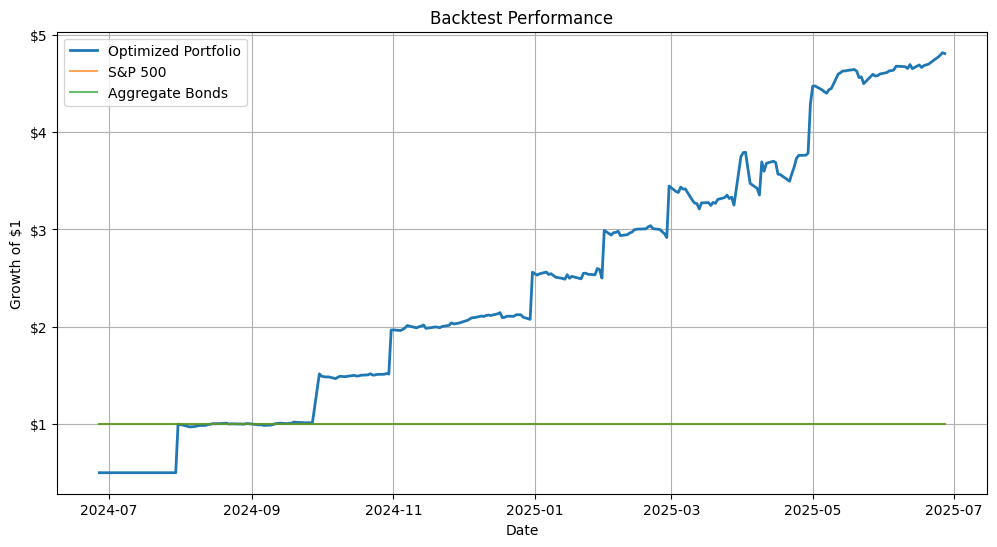 Backtest Performance
Optimized Portfolio
S&P 500
Aggregate Bonds
Growth of $1
$5
$4
$3
$2
$1
2024-07
2024-09
2024-11
2025-01
2025-03
2025-05
2025-07
Date